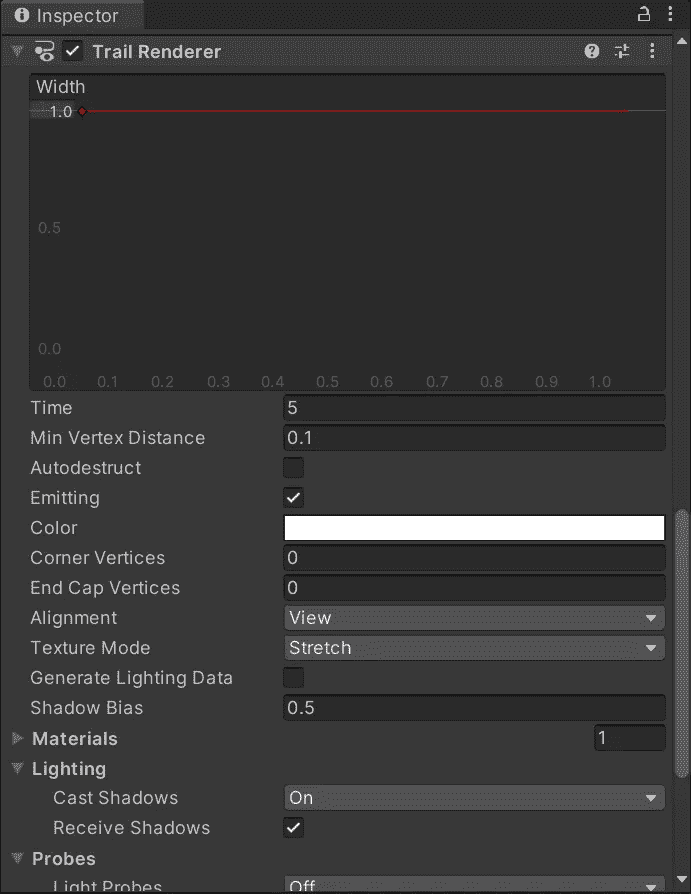 Inspector
Trail Renderer
Width
1.0
0.5
0.0
0.0 0.1 0.2 0.3 0.4 0.5 0.6 0.7 0.8 0.9 1.0
Time 5
Min Vertex Distance 0.1
Autodestruct
Emitting
Color
Corner Vertices 0
End Cap Vertices 0
Alignment View
Texture Mode Stretch
Generate Lighting Data
Shadow Bias 0.5
Materials 1
Lighting
Cast Shadows On
Receive Shadows
Probes
Light Probes Off